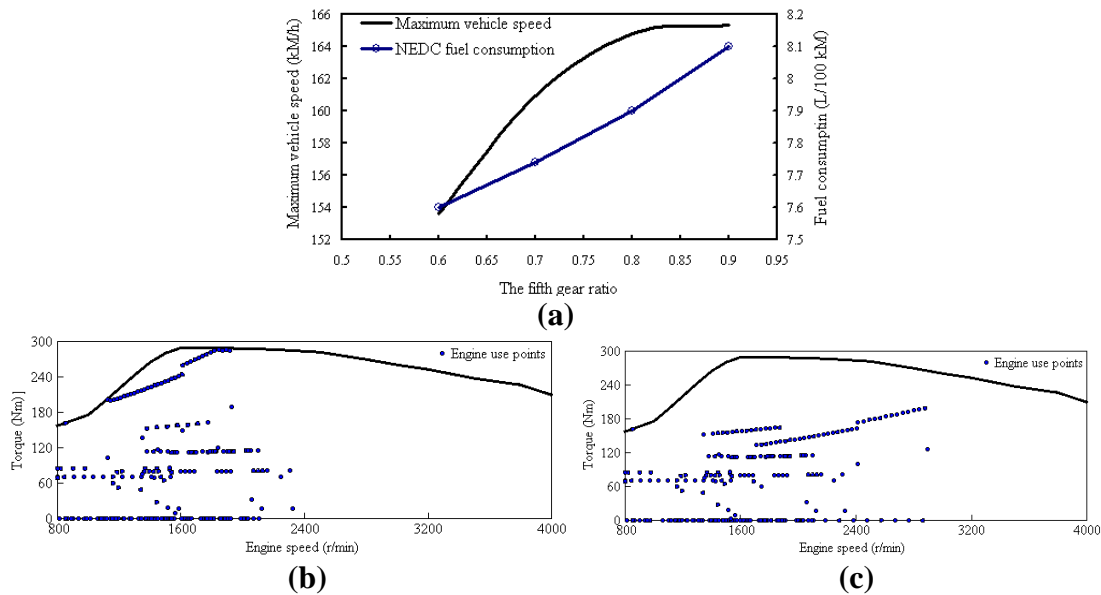 Maximum vehicle speed (kM/h)
166
164
162
160
158
156
154
152
Maximum vehicle speed
NEDC fuel consumption
8.2
8.1
8
7.9
7.8
7.7
7.6
7.5
Fuel consumptin (L/100 kM)
0.5 0.55 0.6 0.65 0.7 0.75 0.8 0.85 0.9 0.95
The fifth gear ratio
(a)
Torque (Nm)]
300
240
180
120
60
0
Engine use points
800 1600 2400 3200 4000
Engine speed (r/min)
(b)
Torque (Nm)
300
240
180
120
60
0
Engine use points
800 1600 2400 3200 4000
Engine speed (r/min)
(c)